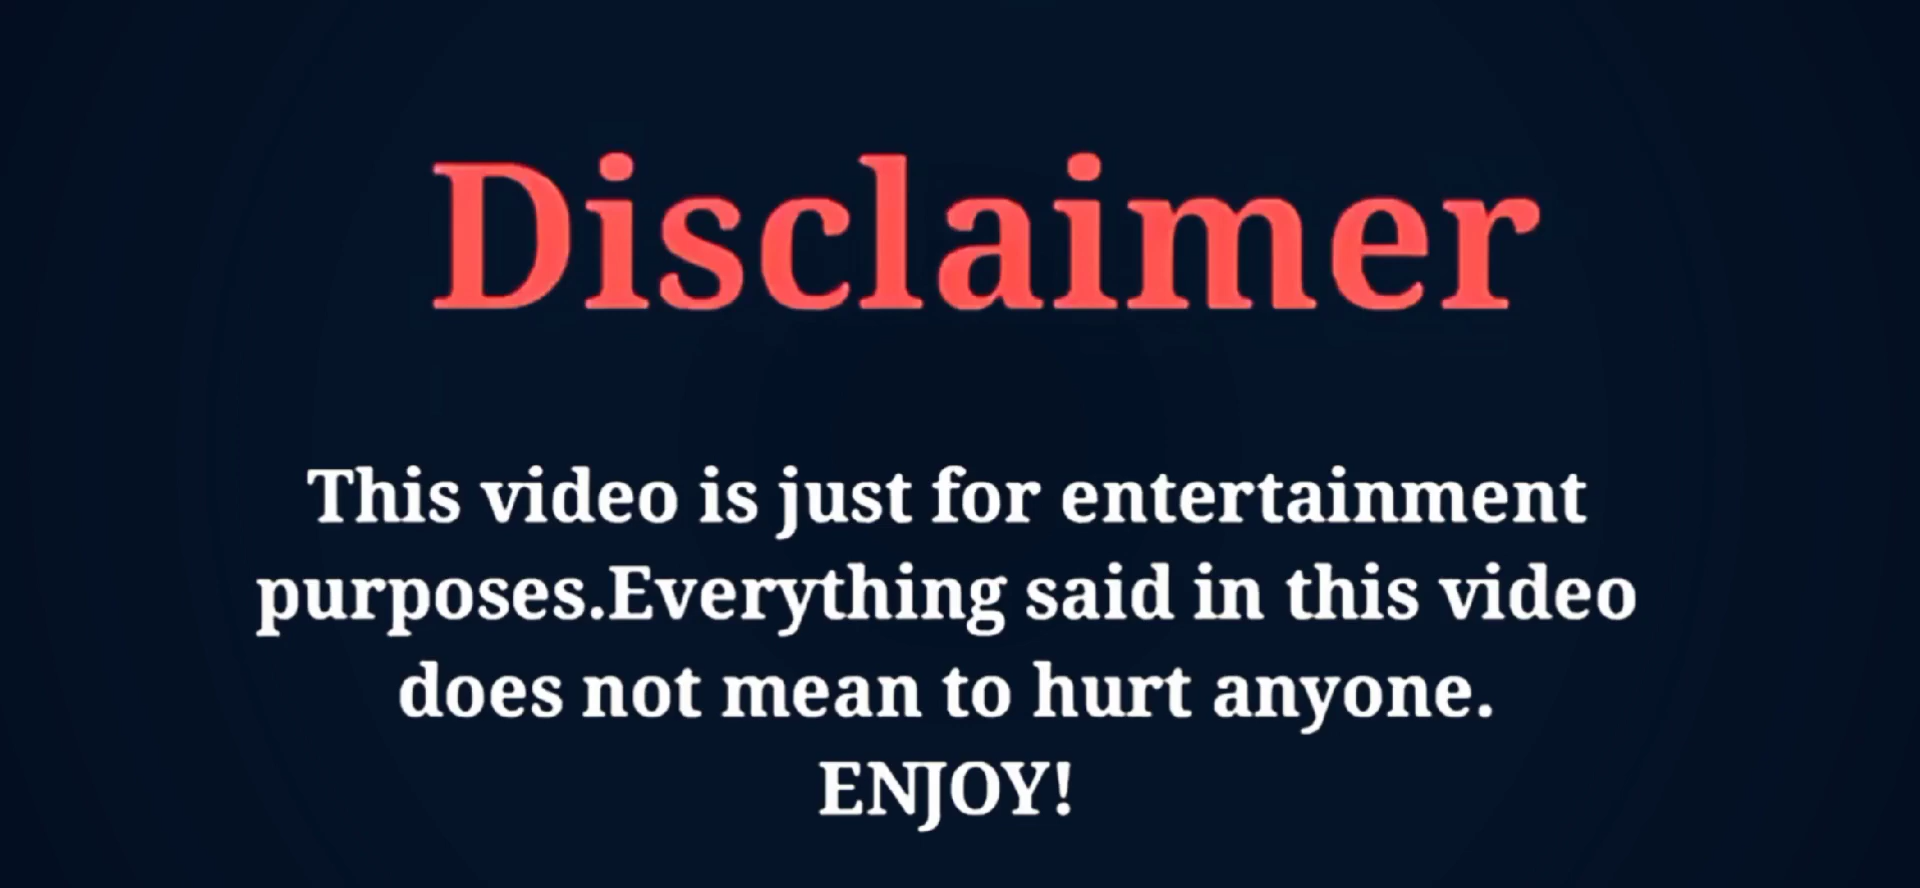 Disclaimer
This video is just for entertainment
purposes.Everything said in this video
does not mean to hurt anyone.
ENJOY!